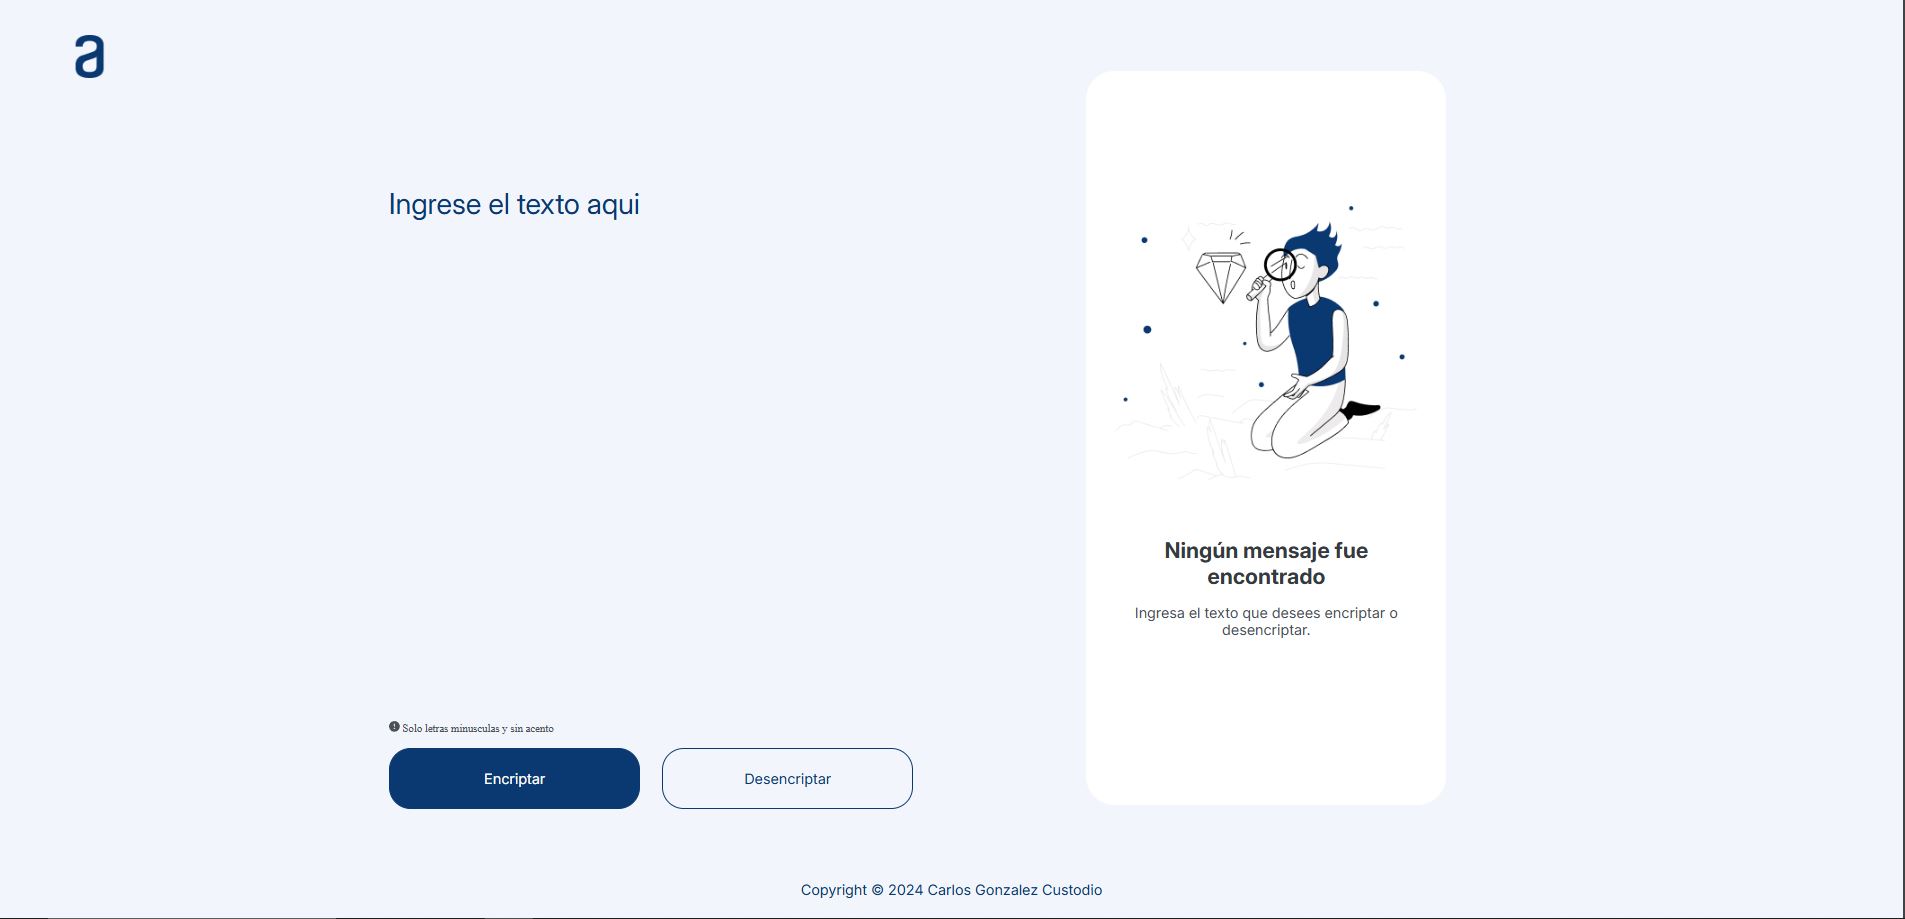 a
Ingrese el texto aqui
Ningún mensaje fue
encontrado
Ingresa el texto que desees encriptar o
desencriptar.
Solo letras minusculas y sin acento
Encriptar
Desencriptar
Copyright © 2024 Carlos Gonzalez Custodio